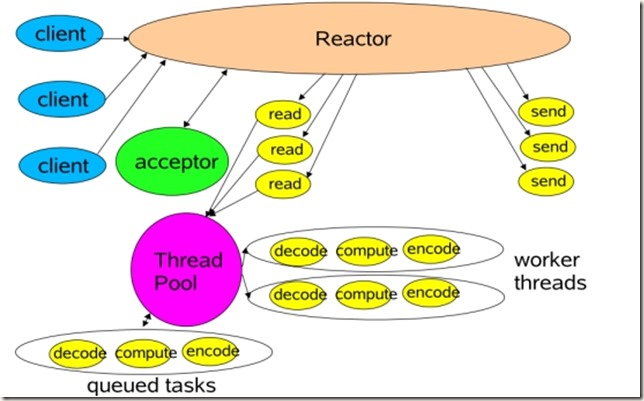 client
Reactor
client
client
acceptor
read
read
read
send
send
send
Thread
Pool
decode compute encode
decode compute encode
worker
threads
decode compute encode
queued tasks